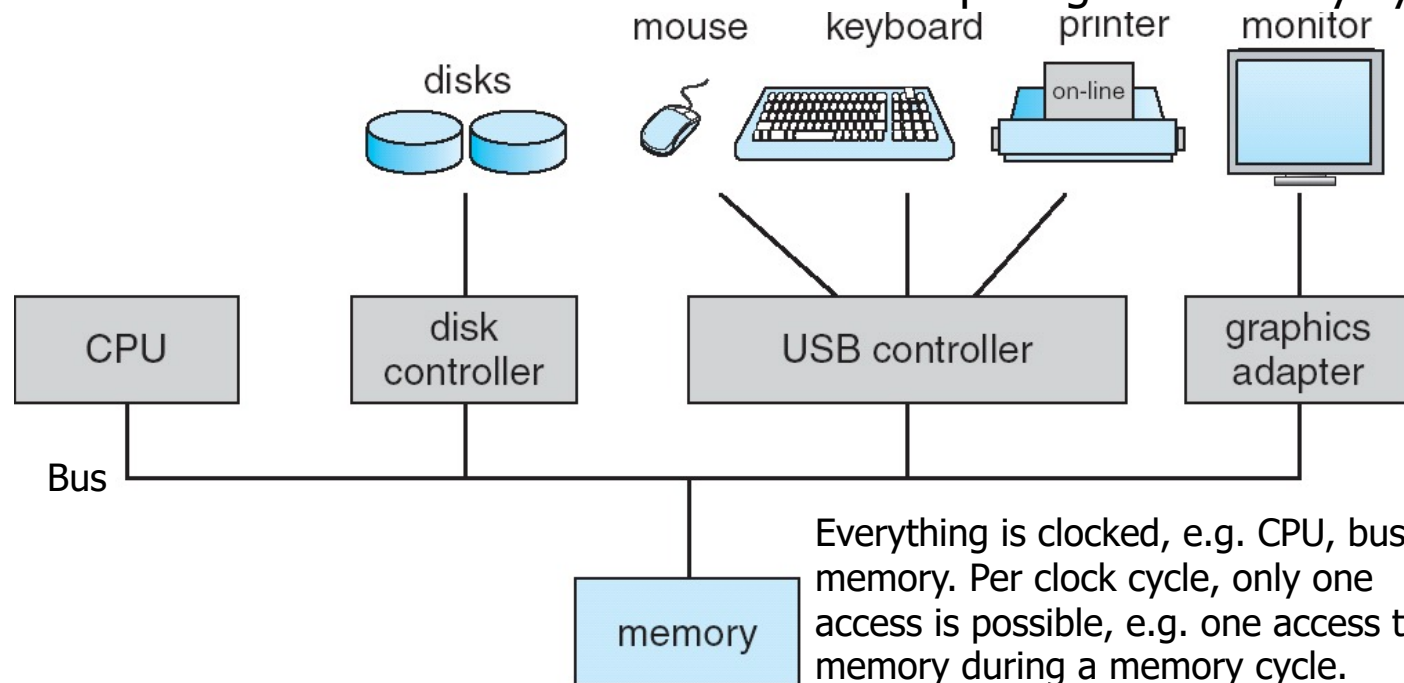 mouse keyboard printer monitor
disks
on-line
CPU
disk
controller
USB controller
graphics
adapter
Bus
Everything is clocked, e.g. CPU, bus
memory. Per clock cycle, only one
access is possible, e.g. one access t
memory during a memory cycle.
memory